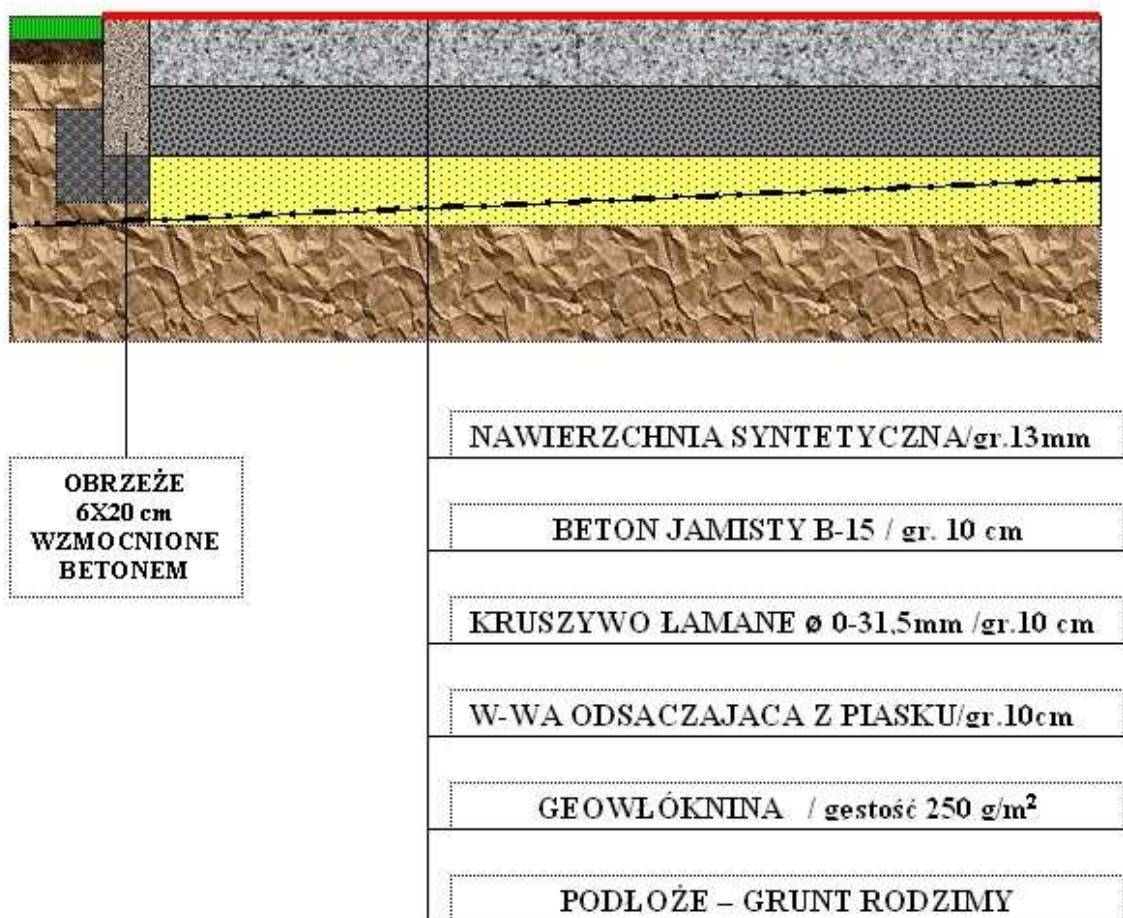 OBRZEŻE
6X20 cm
WZMOCNIONE
BETONEM
NAWIERZCHNIA SYNTETYCZNA/gr.13mm
BETON JAMISTY B-15 / gr. 10 cm
KRUSZYWO ŁAMANE ø 0-31,5mm /gr.10 cm
W-WA ODSACZAJACA Z PIASKU/gr.10cm
GEOWŁÓKNINA / gestość 250 g/m²
PODŁOŻE – GRUNT RODZIMY